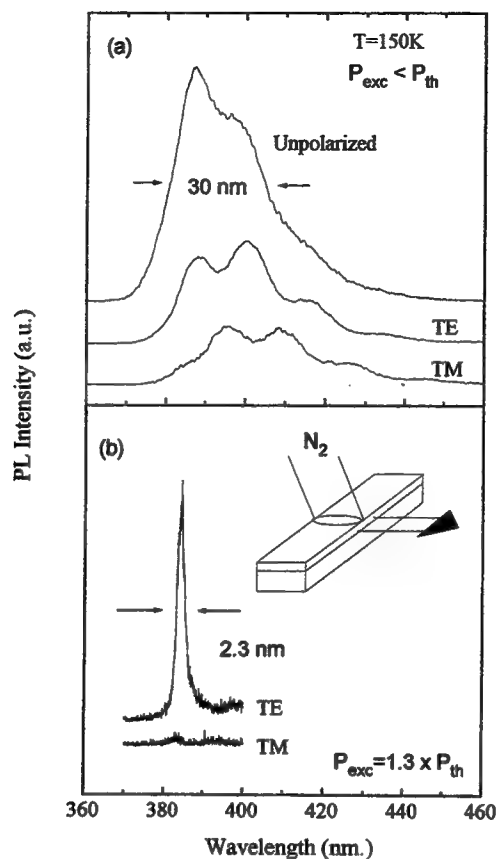 (a)
T=150K
P_exc < P_th
Unpolarized
30 nm
TE
TM
PL Intensity (a.u.)
(b)
N_2
2.3 nm
TE
TM
P_exc=1.3 x P_th
360 380 400 420 440 460
Wavelength (nm.)